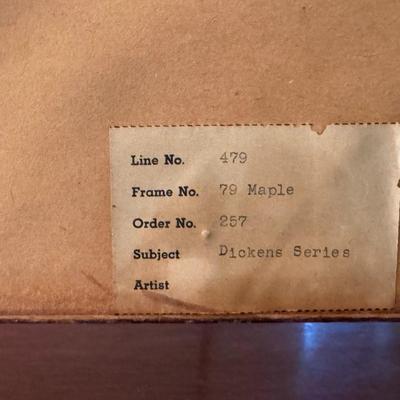 Line No. 479
Frame No. 79 Maple
Order No. 257
Subject Dickens Series
Artist